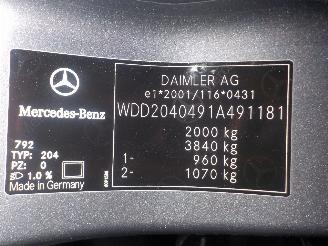 DAIMLER AG
e1*2001/116*0431
WDD2040491A491181
2000 kg
3840 kg
1- 960 kg
2- 1070 kg
Mercedes-Benz
792
TYP: 204
PZ: 0
1.0 %
Made in Germany